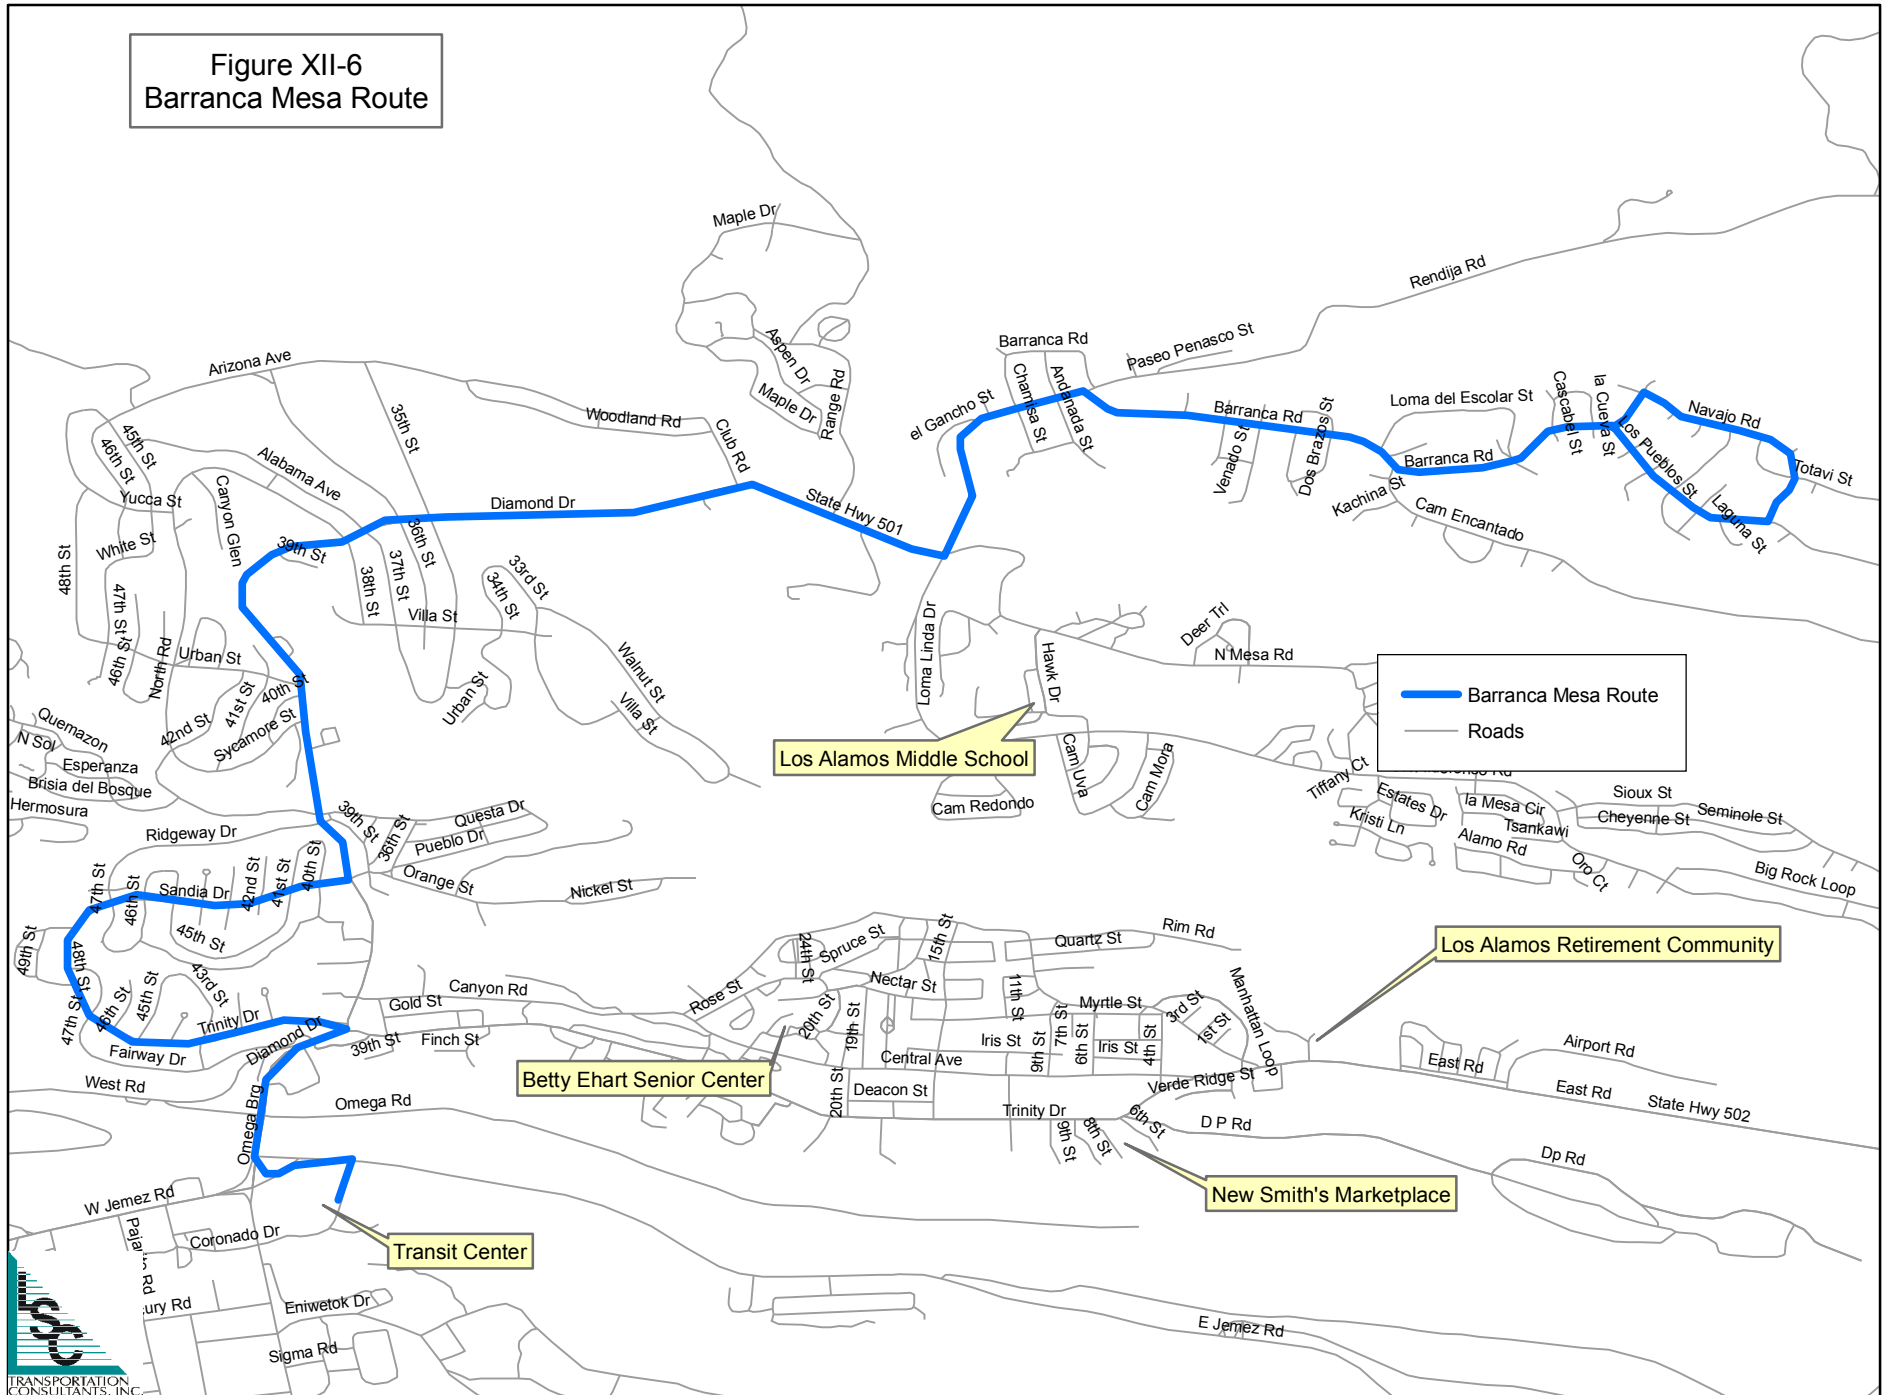 Figure XII-6
Barranca Mesa Route
Maple Dr
Rendija Rd
Aspen Dr
Maple Dr
Range Rd
Barranca Rd
Paseo Penasco St
Arizona Ave
Woodland Rd
Club Rd
35th St
el Gancho St
Chamisa St
Andanada St
Barranca Rd
Venado St
Dos Brazos St
Loma del Escolar St
Cascabel St
la Cueva St
Navajo Rd
Los Pueblos St
Totavi St
Laguna St
Barranca Rd
Kachina St
Cam Encantado
45th St
46th St
Alabama Ave
Yucca St
Canyon Glen
Diamond Dr
State Hwy 501
White St
48th St
39th St
36th St
37th St
38th St
Villa St
33rd St
34th St
47th St
46th St
North Rd
Urban St
40th St
41st St
42nd St
Sycamore St
Urban St
Walnut St
Villa St
Loma Linda Dr
Hawk Dr
Deer Trl
N Mesa Rd
Barranca Mesa Route
Roads
Quemazon
N Sol
Esperanza
Brisia del Bosque
Hermosura
Los Alamos Middle School
Cam Uva
Cam Mora
Cam Redondo
Tiffany Ct
Estates Dr
Kristi Ln
la Mesa Cir
Tsankawi
Alamo Rd
Oro Ct
Sioux St
Cheyenne St
Seminole St
Big Rock Loop
Ridgeway Dr
39th St
36th St
Questa Dr
Pueblo Dr
Orange St
Nickel St
47th St
46th St
Sandia Dr
42nd St
41st St
40th St
45th St
49th St
48th St
47th St
46th St
45th St
43rd St
Trinity Dr
Fairway Dr
Diamond Dr
Gold St
Canyon Rd
39th St
Finch St
Rose St
24th St
Spruce St
15th St
Nectar St
20th St
19th St
Quartz St
Rim Rd
11th St
Myrtle St
3rd St
1st St
Manhattan Loop
Los Alamos Retirement Community
Iris St
9th St
7th St
6th St
Iris St
4th St
Central Ave
Betty Ehart Senior Center
Deacon St
20th St
Verde Ridge St
East Rd
Airport Rd
East Rd
State Hwy 502
West Rd
Omega Brg
Omega Rd
Trinity Dr
9th St
8th St
6th St
D P Rd
Dp Rd
New Smith's Marketplace
W Jemez Rd
Coronado Dr
Transit Center
Eniwetok Dr
Sigma Rd
E Jemez Rd
LSC
TRANSPORTATION
CONSULTANTS, INC.